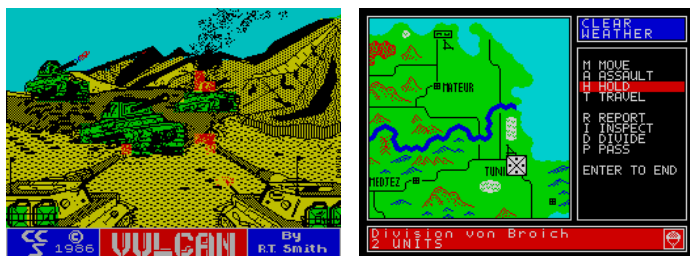 CCS
© 1986
VULCAN
By
R.T. Smith
CLEAR
WEATHER
M MOVE
A ASSAULT
H HOLD
T TRAVEL
R REPORT
I INSPECT
D DIVIDE
P PASS
ENTER TO END
MATEUR
TUNI
MEDJEZ
Division von Broich
2 UNITS